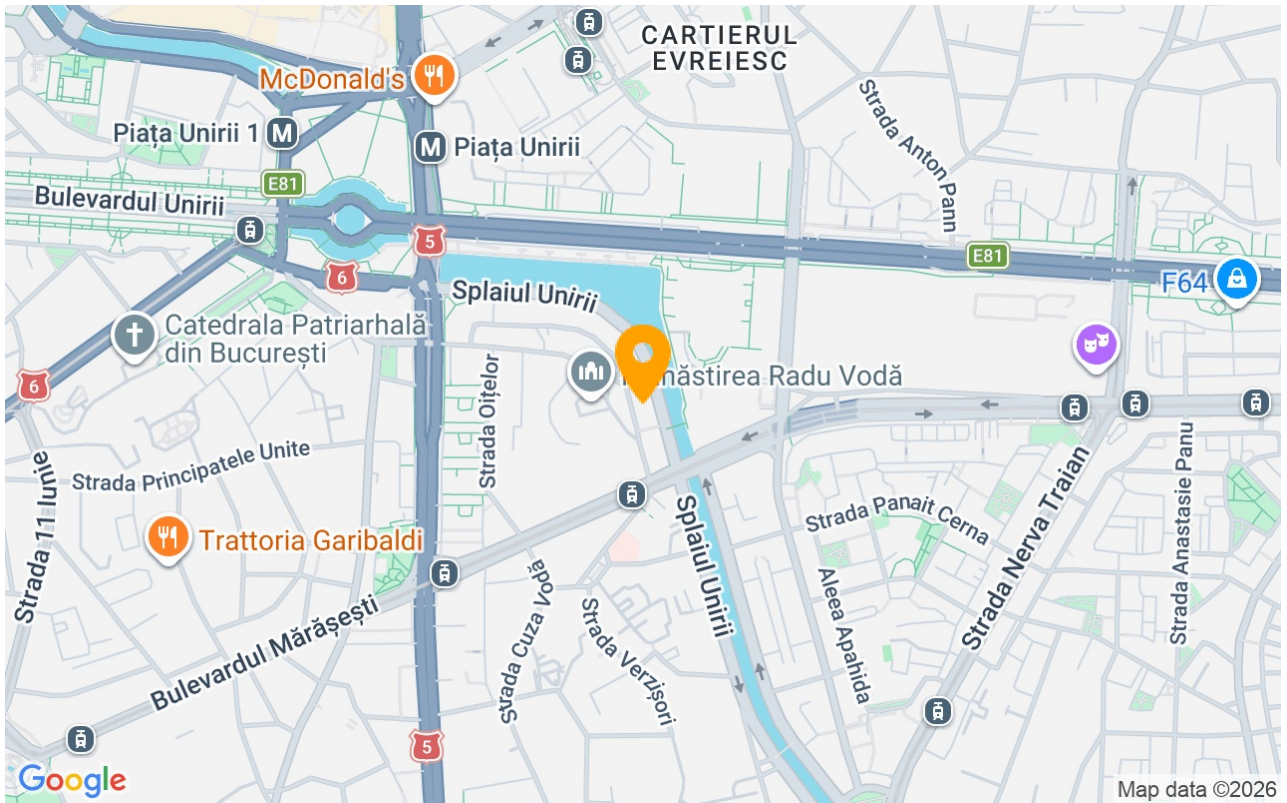 CARTIERUL
EVREIESC
McDonald's
Strada Anton Pann
Piața Unirii 1
M
M
Piața Unirii
E81
Bulevardul Unirii
5
E81
F64
6
Splaiul Unirii
Catedrala Patriarhală
din București
6
Radu Vodă
Strada Oițelor
Strada Principatele Unite
Strada 11 Iunie
Trattoria Garibaldi
Splaiul Unirii
Strada Panait Cerna
Strada Nerva Traian
Strada Anastasie Panu
Aleea Apahida
Bulevardul Mărășești
Strada Cuza Vodă
Strada Verzișori
5
Google
Map data ©2026